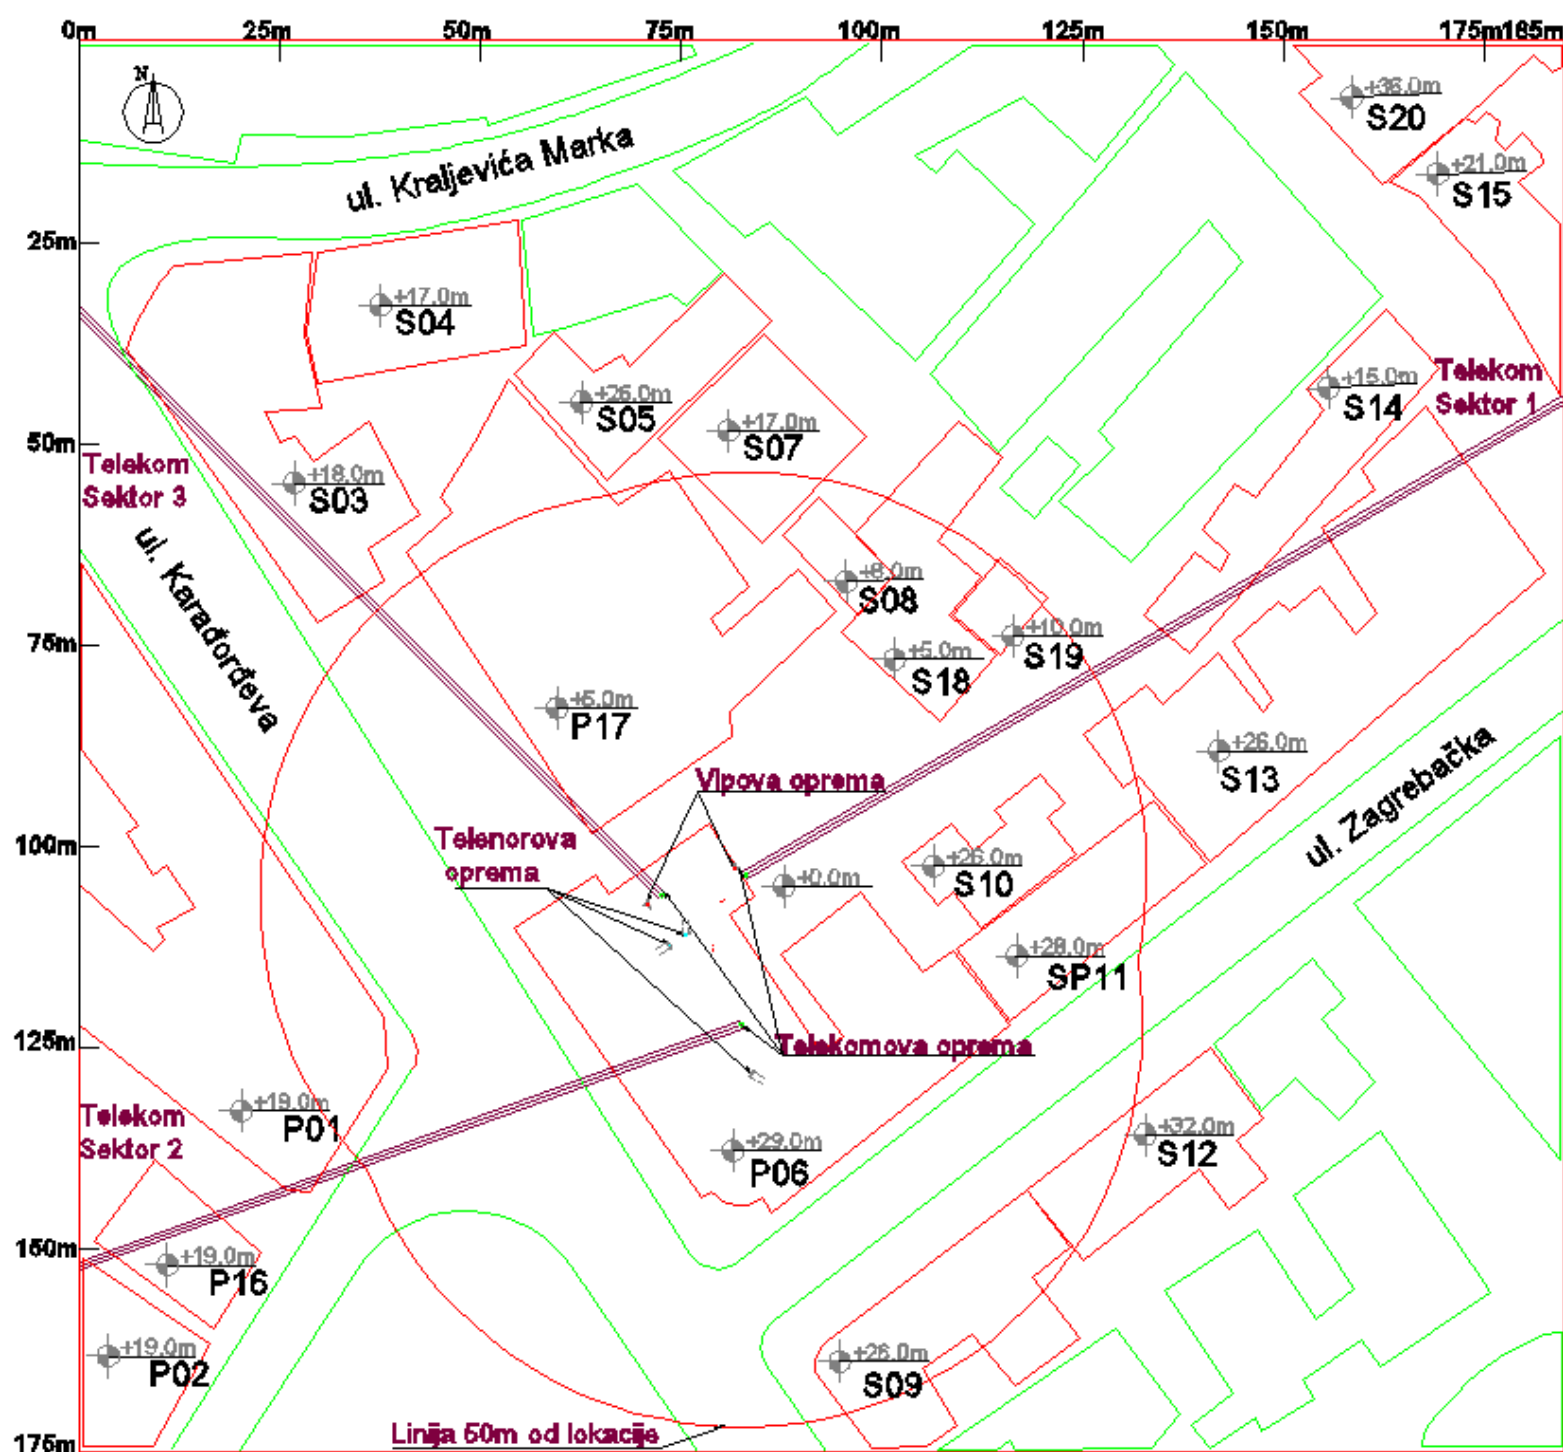 0m 25m 50m 75m 100m 125m 150m 175m 185m
N
+36.0m
S20
ul. Kraljevića Marka
+21.0m
S15
25m
+17.0m
S04
Telekom
Sektor 1
+15.0m
S14
+26.0m
S05
+17.0m
S07
50m
Telekom
Sektor 3
+18.0m
S03
ul. Karađorđeva
+8.0m
S08
+10.0m
S19
75m
+5.0m
S18
+5.0m
P17
+26.0m
S13
ul. Zagrebačka
Vipova oprema
Telenorova
oprema
100m
+0.0m
+26.0m
S10
+28.0m
SP11
125m
Telekomova oprema
+19.0m
P01
Telekom
Sektor 2
+32.0m
S12
+29.0m
P06
150m
+19.0m
P16
+19.0m
P02
+26.0m
S09
Linija 50m od lokacije
175m